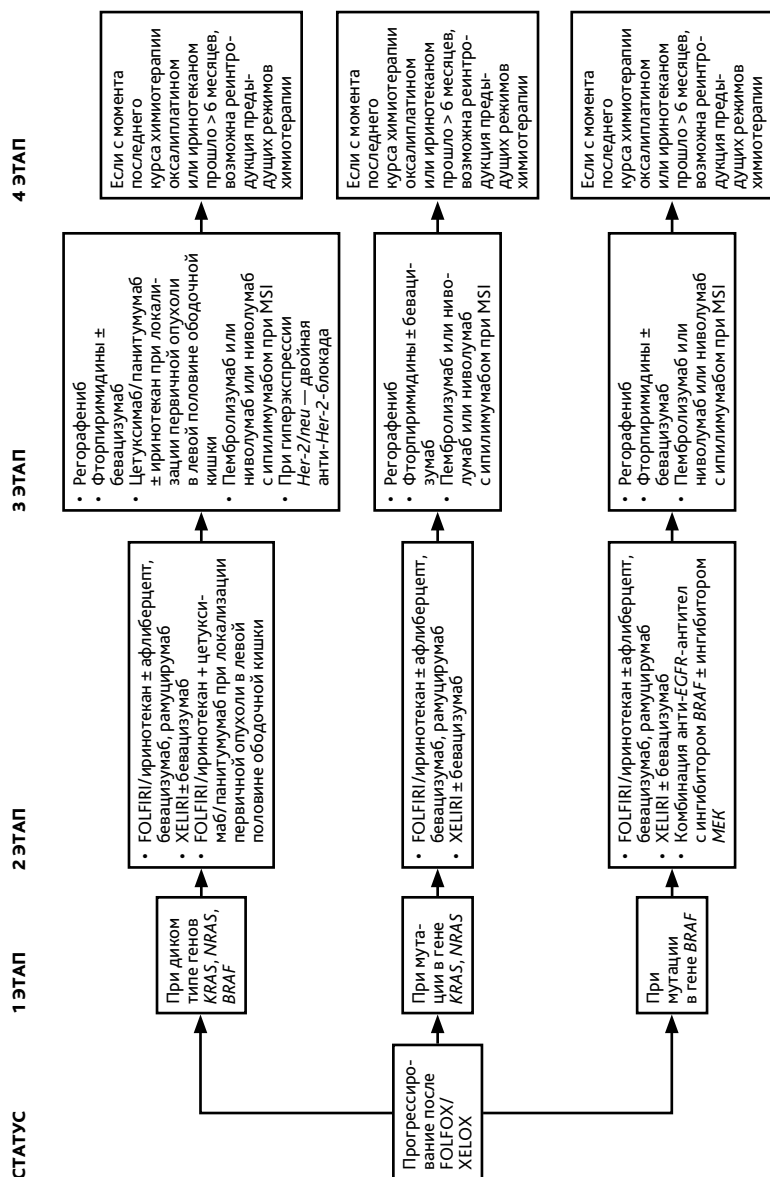 СТАТУС
1 ЭТАП
2 ЭТАП
3 ЭТАП
4 ЭТАП
Прогрессиро-
вание после
FOLFOX/
XELOX
При диком
типе генов
KRAS, NRAS,
BRAF
• FOLFIRI/иринотекан ± афлиберцепт,
бевацизумаб, рамуцирумаб
• XELIRI ± бевацизумаб
• FOLFIRI/иринотекан + цетукси-
маб/панитумумаб при локализации
первичной опухоли в левой
половине ободочной кишки
• Регорафениб
• Фторпиримидины ±
бевацизумаб
• Цетуксимаб/панитумумаб
± иринотекан при локали-
зации первичной опухоли
в левой половине ободочной
кишки
• Пембролизумаб или
ниволумаб или ниволумаб
с ипилимумабом при MSI
• При гиперэкспрессии
Her-2/neu — двойная
анти-Her-2-блокада
Если с момента
последнего
курса химиотерапии
оксалиплатином
или иринотеканом
прошло > 6 месяцев,
возможна реинтро-
дукция преды-
дущих режимов
химиотерапии
При мута-
ции в гене
KRAS, NRAS
• FOLFIRI/иринотекан ± афлиберцепт,
бевацизумаб, рамуцирумаб
• XELIRI ± бевацизумаб
• Регорафениб
• Фторпиримидины ± беваци-
зумаб
• Пембролизумаб или ниво-
лумаб или ниволумаб
с ипилимумабом при MSI
Если с момента
последнего
курса химиотерапии
оксалиплатином
или иринотеканом
прошло > 6 месяцев,
возможна реинтро-
дукция преды-
дущих режимов
химиотерапии
При
мутации
в гене BRAF
• FOLFIRI/иринотекан ± афлиберцепт,
бевацизумаб, рамуцирумаб
• XELIRI ± бевацизумаб
• Комбинация анти-EGFR-антител
с ингибитором BRAF ± ингибитором
MEK
• Регорафениб
• Фторпиримидины ±
бевацизумаб
• Пембролизумаб или
ниволумаб или ниволумаб
с ипилимумабом при MSI
Если с момента
последнего
курса химиотерапии
оксалиплатином
или иринотеканом
прошло > 6 месяцев,
возможна реинтро-
дукция преды-
дущих режимов
химиотерапии